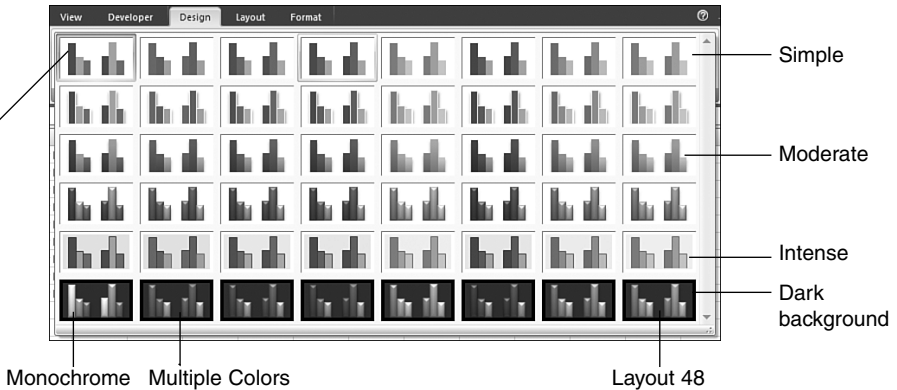 View Developer Design Layout Format
Simple
Moderate
Intense
Dark
background
Monochrome Multiple Colors Layout 48